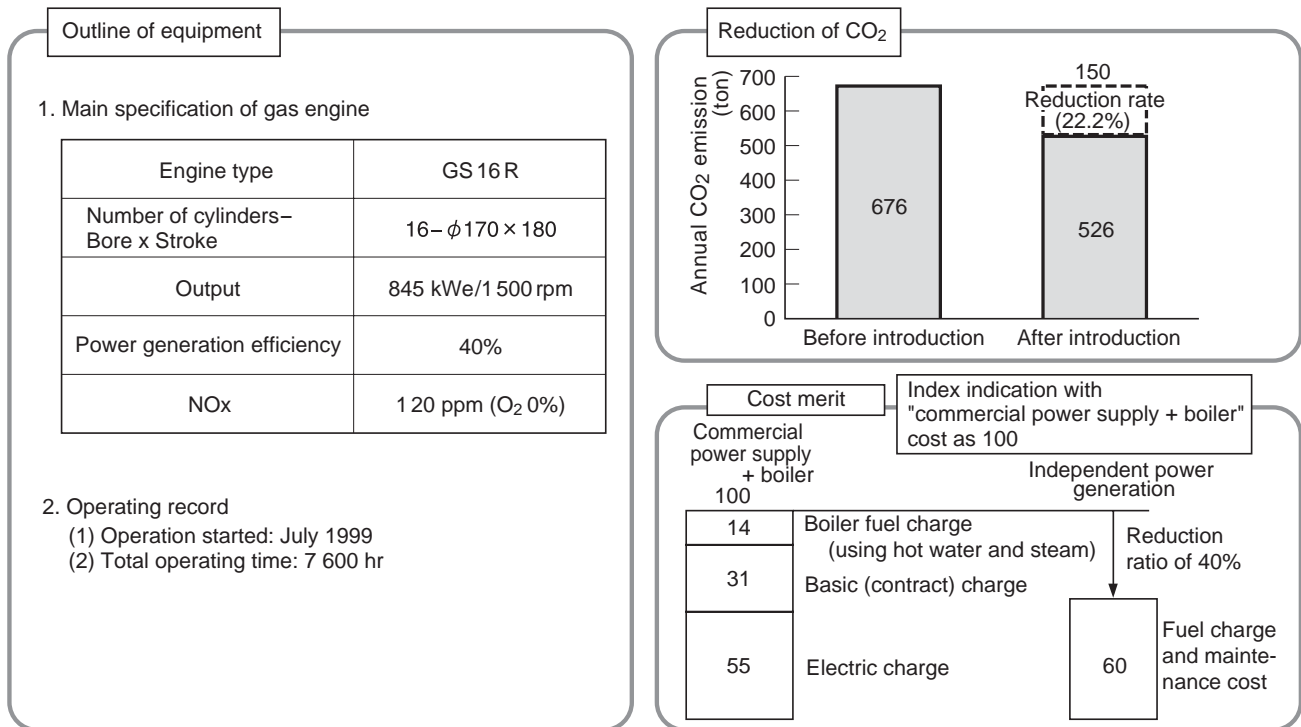 Outline of equipment
1. Main specification of gas engine
Engine type
GS 16 R
Number of cylinders–
Bore x Stroke
16– ϕ170 × 180
Output
845 kWe/1 500 rpm
Power generation efficiency
40%
NOx
120 ppm (O₂ 0%)
2. Operating record
(1) Operation started: July 1999
(2) Total operating time: 7 600 hr
Reduction of CO₂
Annual CO₂ emission
(ton)
700
600
500
400
300
200
100
0
676
150
Reduction rate
(22.2%)
526
Before introduction
After introduction
Cost merit
Index indication with
"commercial power supply + boiler"
cost as 100
Commercial
power supply
+ boiler
100
14
Boiler fuel charge
(using hot water and steam)
31
Basic (contract) charge
55
Electric charge
Independent power
generation
Reduction
ratio of 40%
60
Fuel charge
and mainte-
nance cost